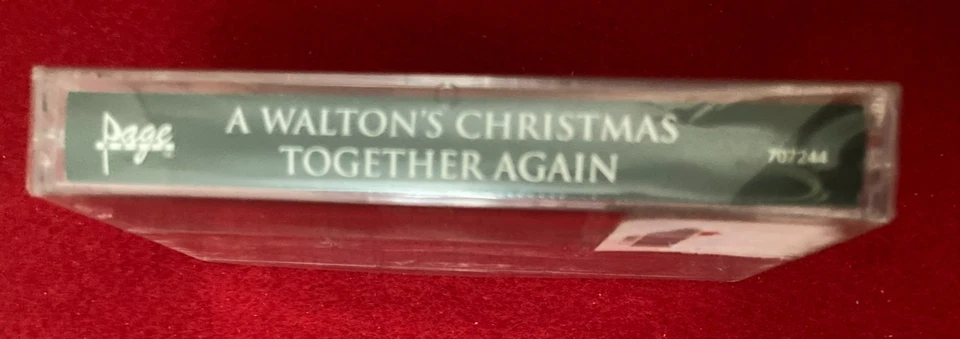 page
A WALTON'S CHRISTMAS
TOGETHER AGAIN
707244